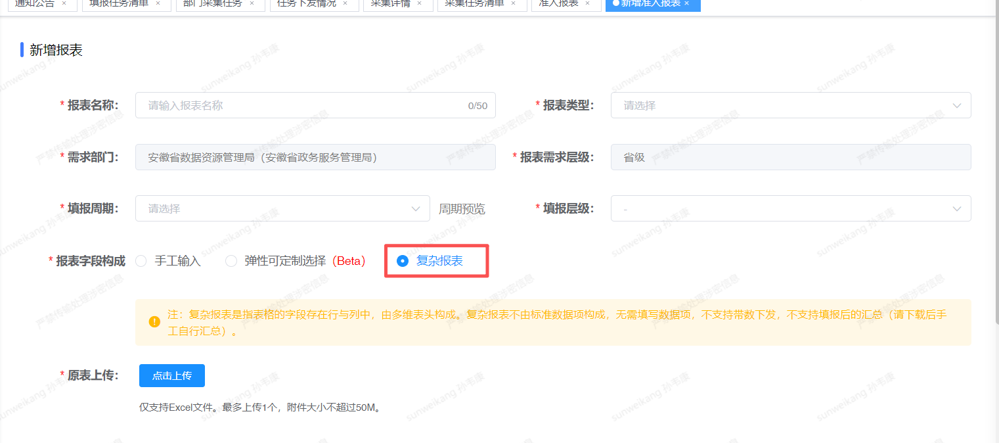 通知公告 × 填报任务清单 × 部门采集任务 × 任务下发情况 × 采集详情 × 采集任务清单 × 准入报表 × 新增准入报表 ×
新增报表
* 报表名称： 请输入报表名称 0/50 * 报表类型： 请选择
* 需求部门： 安徽省数据资源管理局（安徽省政务服务管理局） * 报表需求层级： 省级
* 填报周期： 请选择 周期预览 * 填报层级： -
* 报表字段构成 手工输入 弹性可定制选择（Beta） 复杂报表
注：复杂报表是指表格的字段存在行与列中，由多维表头构成。复杂报表不由标准数据项构成，无需填写数据项，不支持带数下发，不支持填报后的汇总（请下载后手
工自行汇总）。
* 原表上传： 点击上传
仅支持Excel文件。最多上传1个，附件大小不超过50M。
sunweikang 孙韦康
严禁传输处理涉密信息